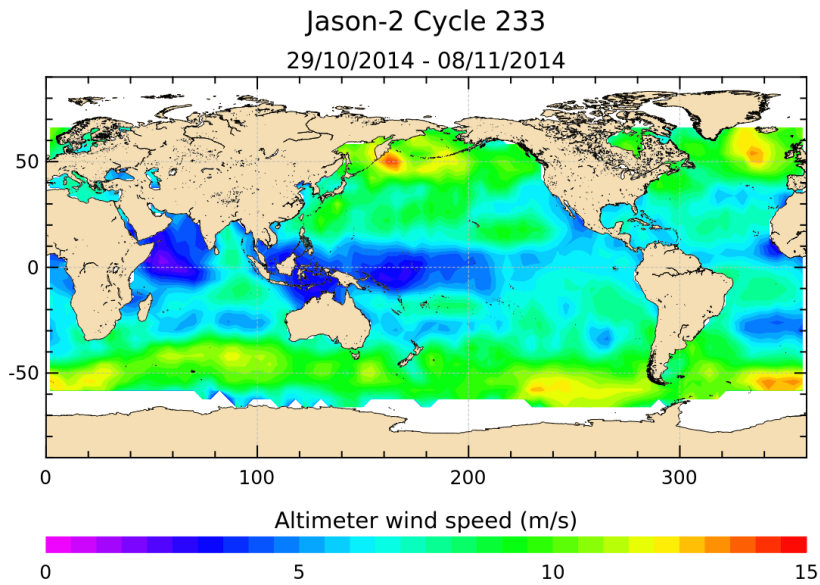 Jason-2 Cycle 233
29/10/2014 - 08/11/2014
50
0
-50
0 100 200 300
Altimeter wind speed (m/s)
0 5 10 15